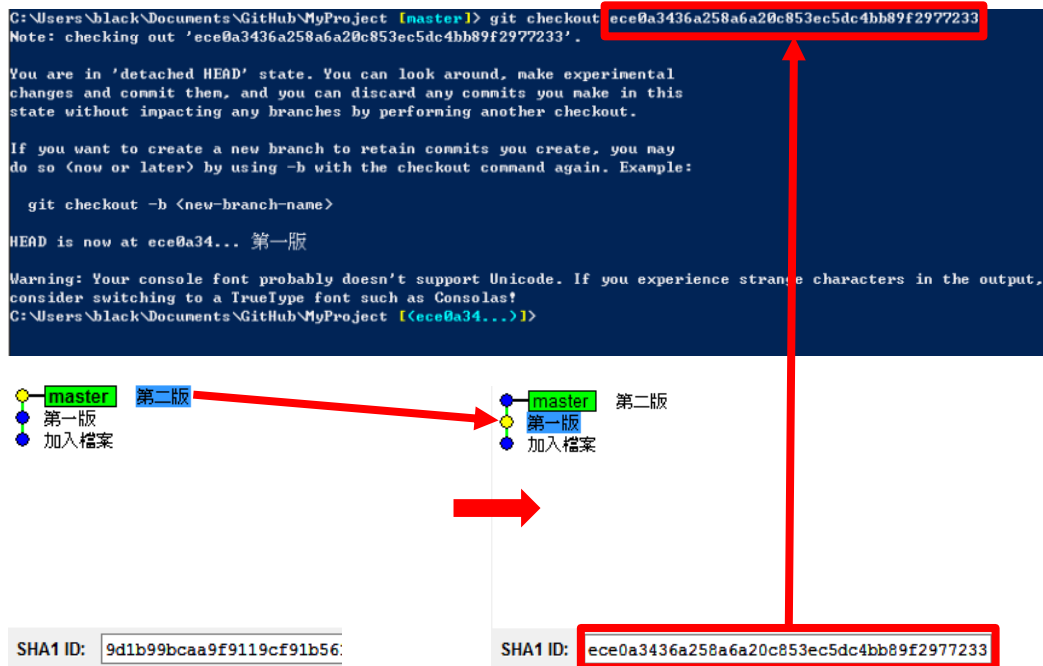 C:\Users\black\Documents\GitHub\MyProject [master]> git checkout ece0a3436a258a6a20c853ec5dc4bb89f2977233
Note: checking out 'ece0a3436a258a6a20c853ec5dc4bb89f2977233'.
You are in 'detached HEAD' state. You can look around, make experimental
changes and commit them, and you can discard any commits you make in this
state without impacting any branches by performing another checkout.
If you want to create a new branch to retain commits you create, you may
do so (now or later) by using -b with the checkout command again. Example:
git checkout -b <new-branch-name>
HEAD is now at ece0a34... 第一版
Warning: Your console font probably doesn't support Unicode. If you experience strange characters in the output,
consider switching to a TrueType font such as Consolas!
C:\Users\black\Documents\GitHub\MyProject [(ece0a34...)]>
master 第二版
第一版
加入檔案
master 第二版
第一版
加入檔案
SHA1 ID: 9d1b99bcaa9f9119cf91b56
SHA1 ID: ece0a3436a258a6a20c853ec5dc4bb89f2977233